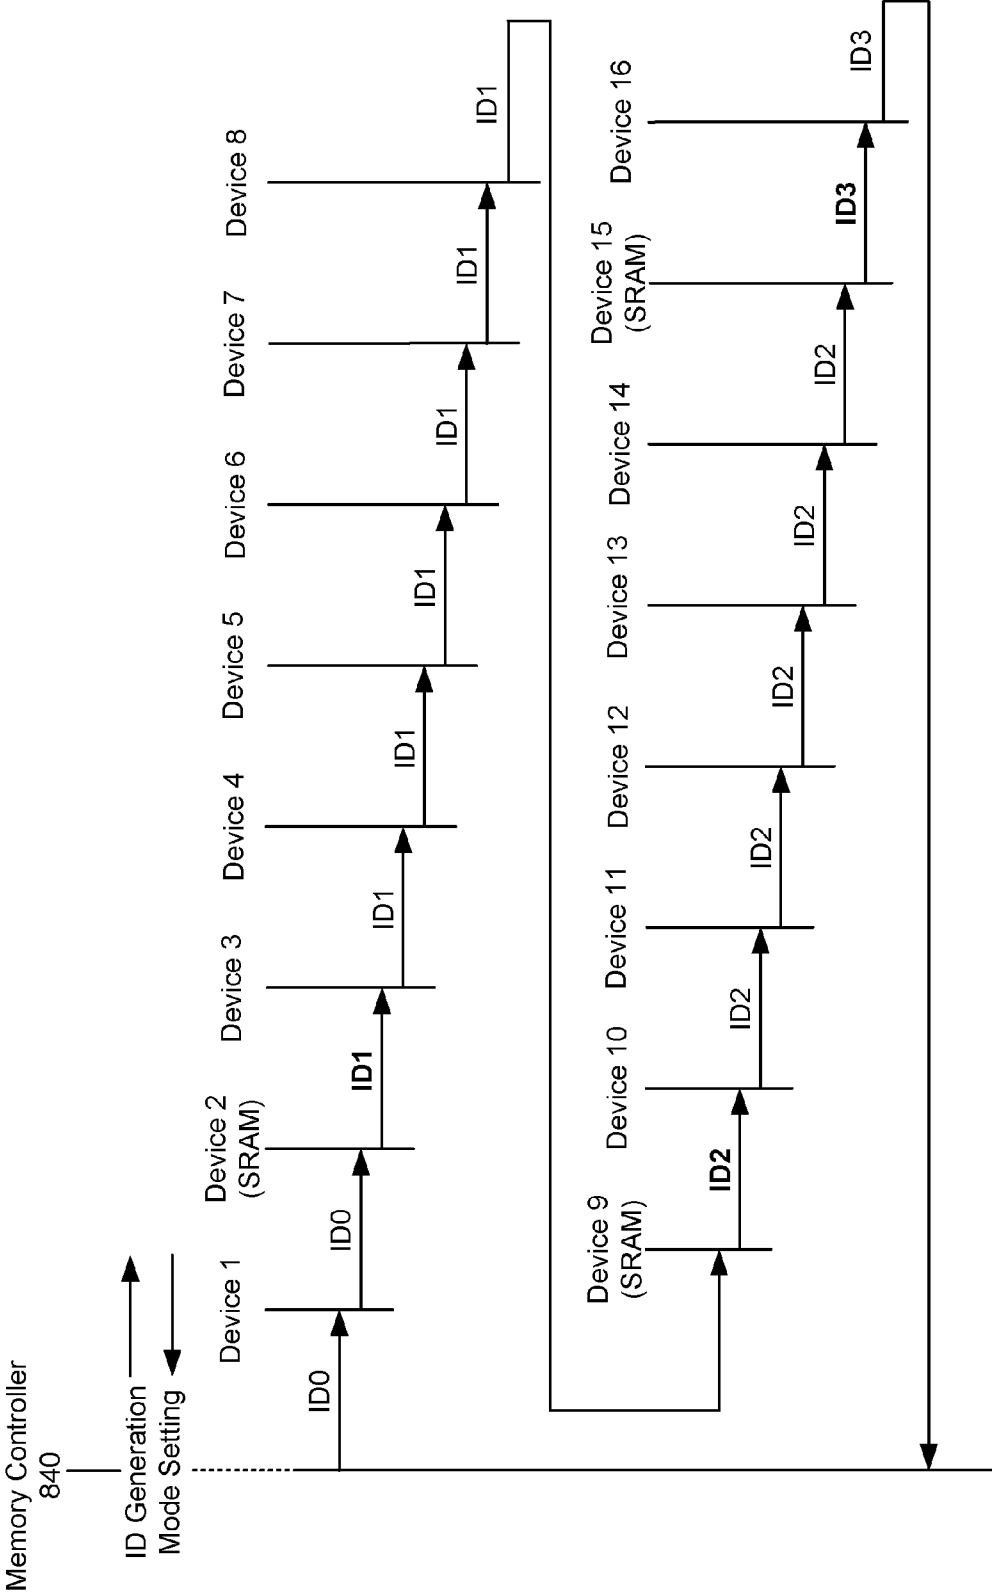 Memory Controller
840
ID Generation
Mode Setting
Device 1
Device 2
(SRAM)
Device 3
Device 4
Device 5
Device 6
Device 7
Device 8
ID0
ID0
ID1
ID1
ID1
ID1
ID1
ID1
ID1
Device 9
(SRAM)
Device 10
Device 11
Device 12
Device 13
Device 14
Device 15
(SRAM)
Device 16
ID2
ID2
ID2
ID2
ID2
ID2
ID3
ID3